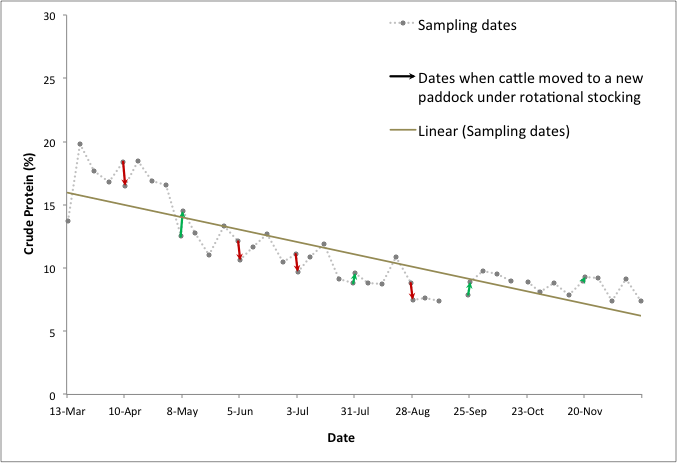 30
25
20
15
10
5
0
Crude Protein (%)
Sampling dates
Dates when cattle moved to a new
paddock under rotational stocking
Linear (Sampling dates)
13-Mar 10-Apr 8-May 5-Jun 3-Jul 31-Jul 28-Aug 25-Sep 23-Oct 20-Nov
Date